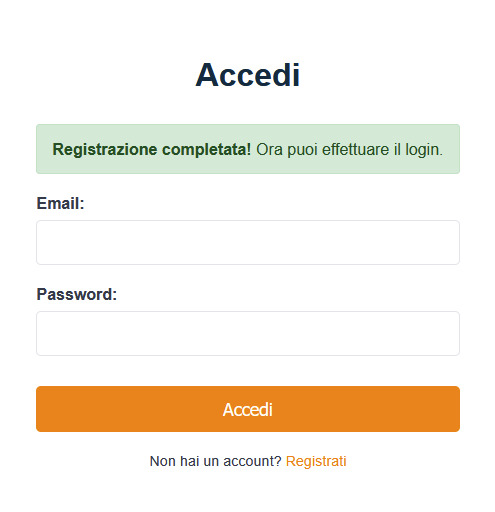 Accedi
Registrazione completata! Ora puoi effettuare il login.
Email:
Password:
Accedi
Non hai un account? Registrati